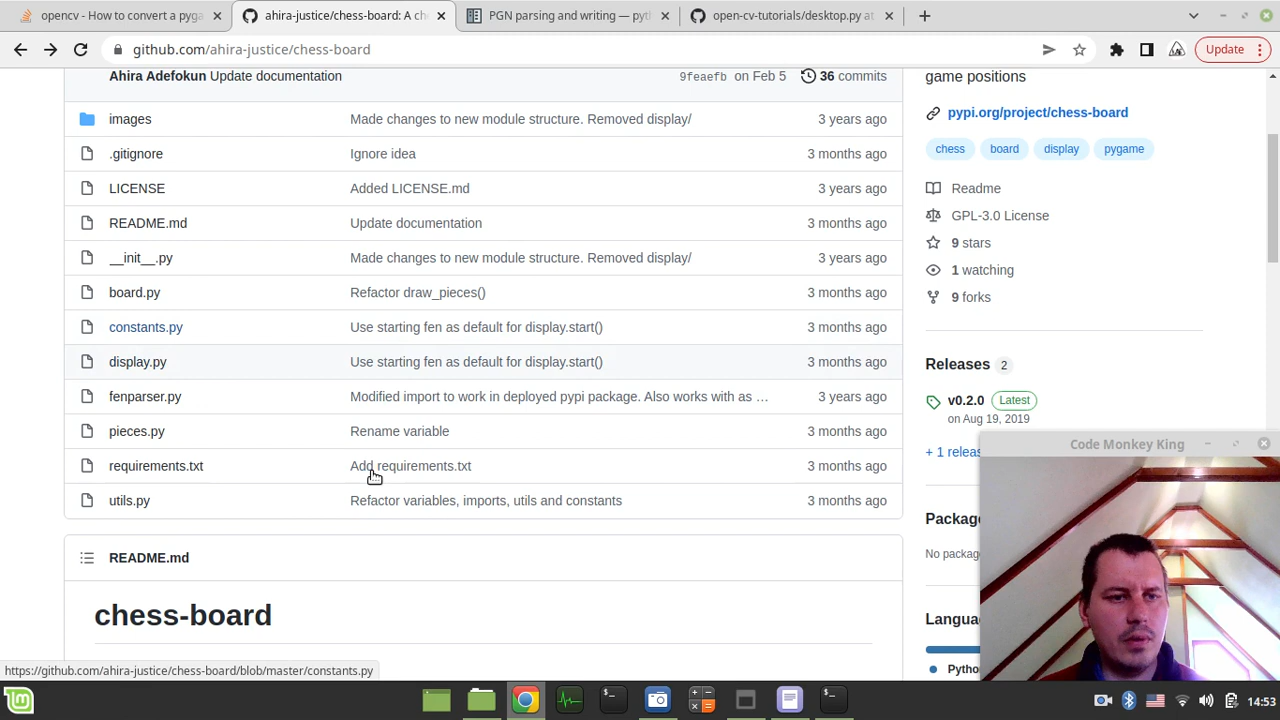 opencv - How to convert a pyga
ahira-justice/chess-board: A che
PGN parsing and writing — pyth
open-cv-tutorials/desktop.py at
github.com/ahira-justice/chess-board
Update
Ahira Adefokun Update documentation
9feaefb on Feb 5
36 commits
images
Made changes to new module structure. Removed display/
3 years ago
.gitignore
Ignore idea
3 months ago
LICENSE
Added LICENSE.md
3 years ago
README.md
Update documentation
3 months ago
__init__.py
Made changes to new module structure. Removed display/
3 years ago
board.py
Refactor draw_pieces()
3 months ago
constants.py
Use starting fen as default for display.start()
3 months ago
display.py
Use starting fen as default for display.start()
3 months ago
fenparser.py
Modified import to work in deployed pypi package. Also works with as …
3 years ago
pieces.py
Rename variable
3 months ago
requirements.txt
Add requirements.txt
3 months ago
utils.py
Refactor variables, imports, utils and constants
3 months ago
README.md
chess-board
game positions
pypi.org/project/chess-board
chess
board
display
pygame
Readme
GPL-3.0 License
9 stars
1 watching
9 forks
Releases 2
v0.2.0
Latest
on Aug 19, 2019
+ 1 releas
Packag
No packag
Langua
Python
Code Monkey King
https://github.com/ahira-justice/chess-board/blob/master/constants.py
14:53